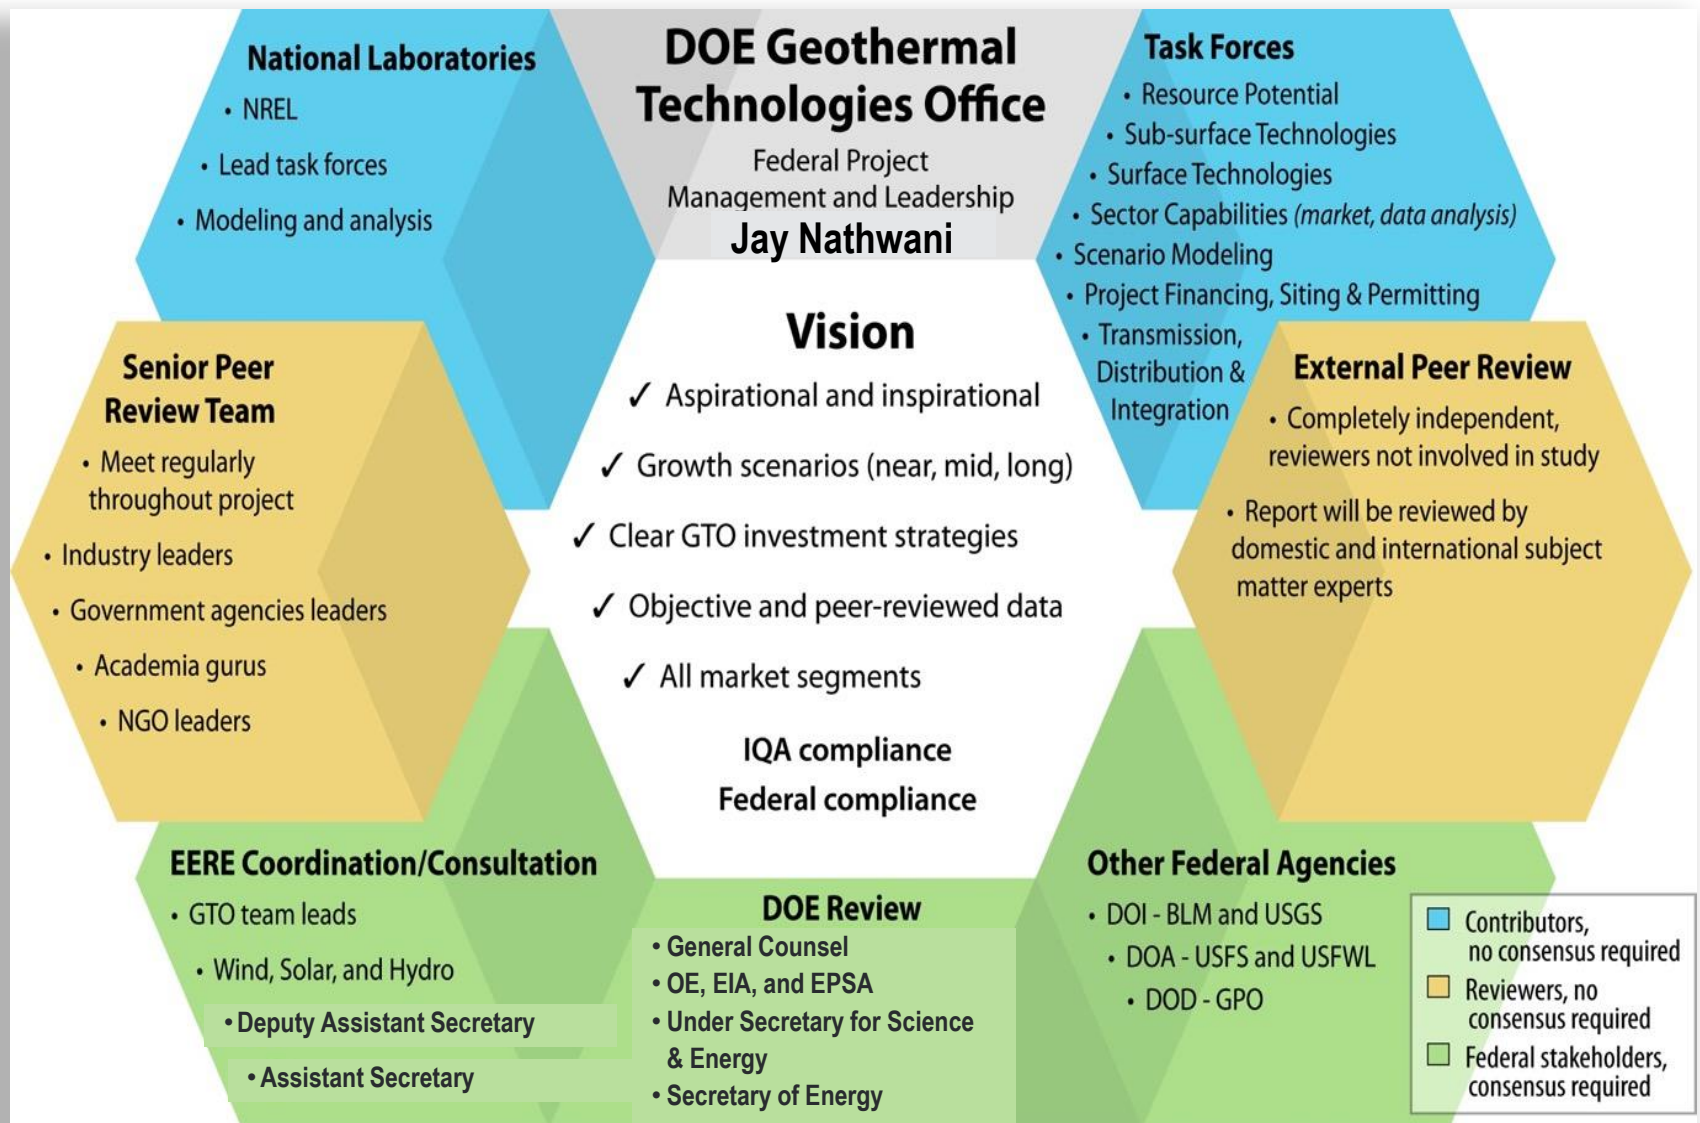 National Laboratories
• NREL
• Lead task forces
• Modeling and analysis
DOE Geothermal
Technologies Office
Federal Project
Management and Leadership
Jay Nathwani
Task Forces
• Resource Potential
• Sub-surface Technologies
• Surface Technologies
• Sector Capabilities (market, data analysis)
• Scenario Modeling
• Project Financing, Siting & Permitting
• Transmission,
Distribution &
Integration
Senior Peer
Review Team
• Meet regularly
throughout project
• Industry leaders
• Government agencies leaders
• Academia gurus
• NGO leaders
Vision
✓ Aspirational and inspirational
✓ Growth scenarios (near, mid, long)
✓ Clear GTO investment strategies
✓ Objective and peer-reviewed data
✓ All market segments
IQA compliance
Federal compliance
External Peer Review
• Completely independent,
reviewers not involved in study
• Report will be reviewed by
domestic and international subject
matter experts
EERE Coordination/Consultation
• GTO team leads
• Wind, Solar, and Hydro
• Deputy Assistant Secretary
• Assistant Secretary
DOE Review
• General Counsel
• OE, EIA, and EPSA
• Under Secretary for Science
& Energy
• Secretary of Energy
Other Federal Agencies
• DOI - BLM and USGS
• DOA - USFS and USFWL
• DOD - GPO
Contributors,
no consensus required
Reviewers, no
consensus required
Federal stakeholders,
consensus required